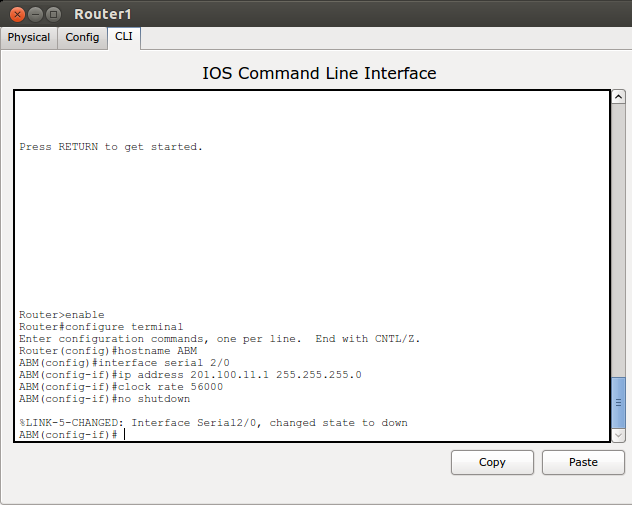 Router1
Physical Config CLI
IOS Command Line Interface
Press RETURN to get started.
Router>enable
Router#configure terminal
Enter configuration commands, one per line.  End with CNTL/Z.
Router(config)#hostname ABM
ABM(config)#interface serial 2/0
ABM(config-if)#ip address 201.100.11.1 255.255.255.0
ABM(config-if)#clock rate 56000
ABM(config-if)#no shutdown
%LINK-5-CHANGED: Interface Serial2/0, changed state to down
ABM(config-if)#
Copy Paste